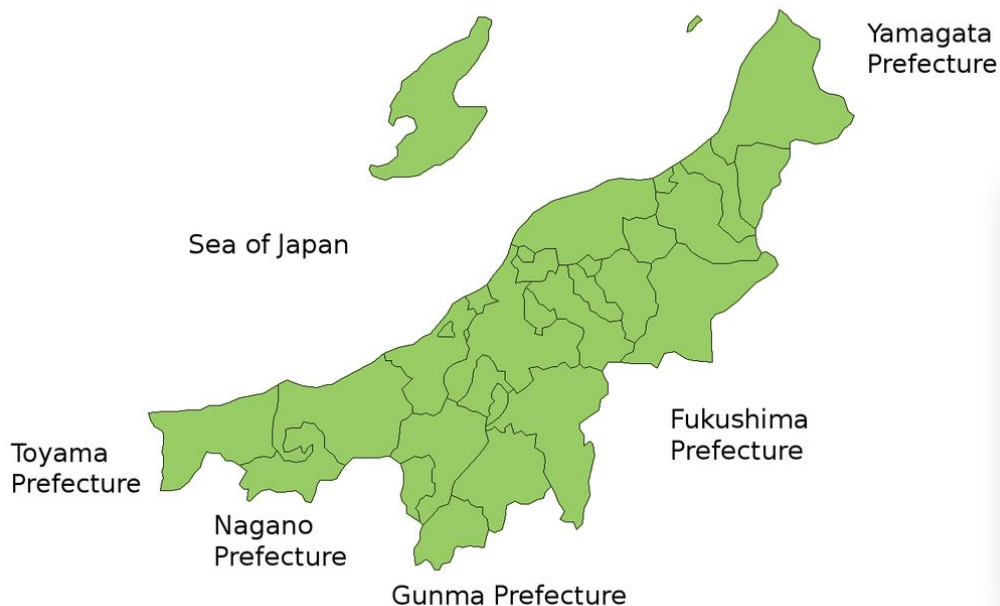 Yamagata
Prefecture
Sea of Japan
Fukushima
Prefecture
Toyama
Prefecture
Nagano
Prefecture
Gunma Prefecture